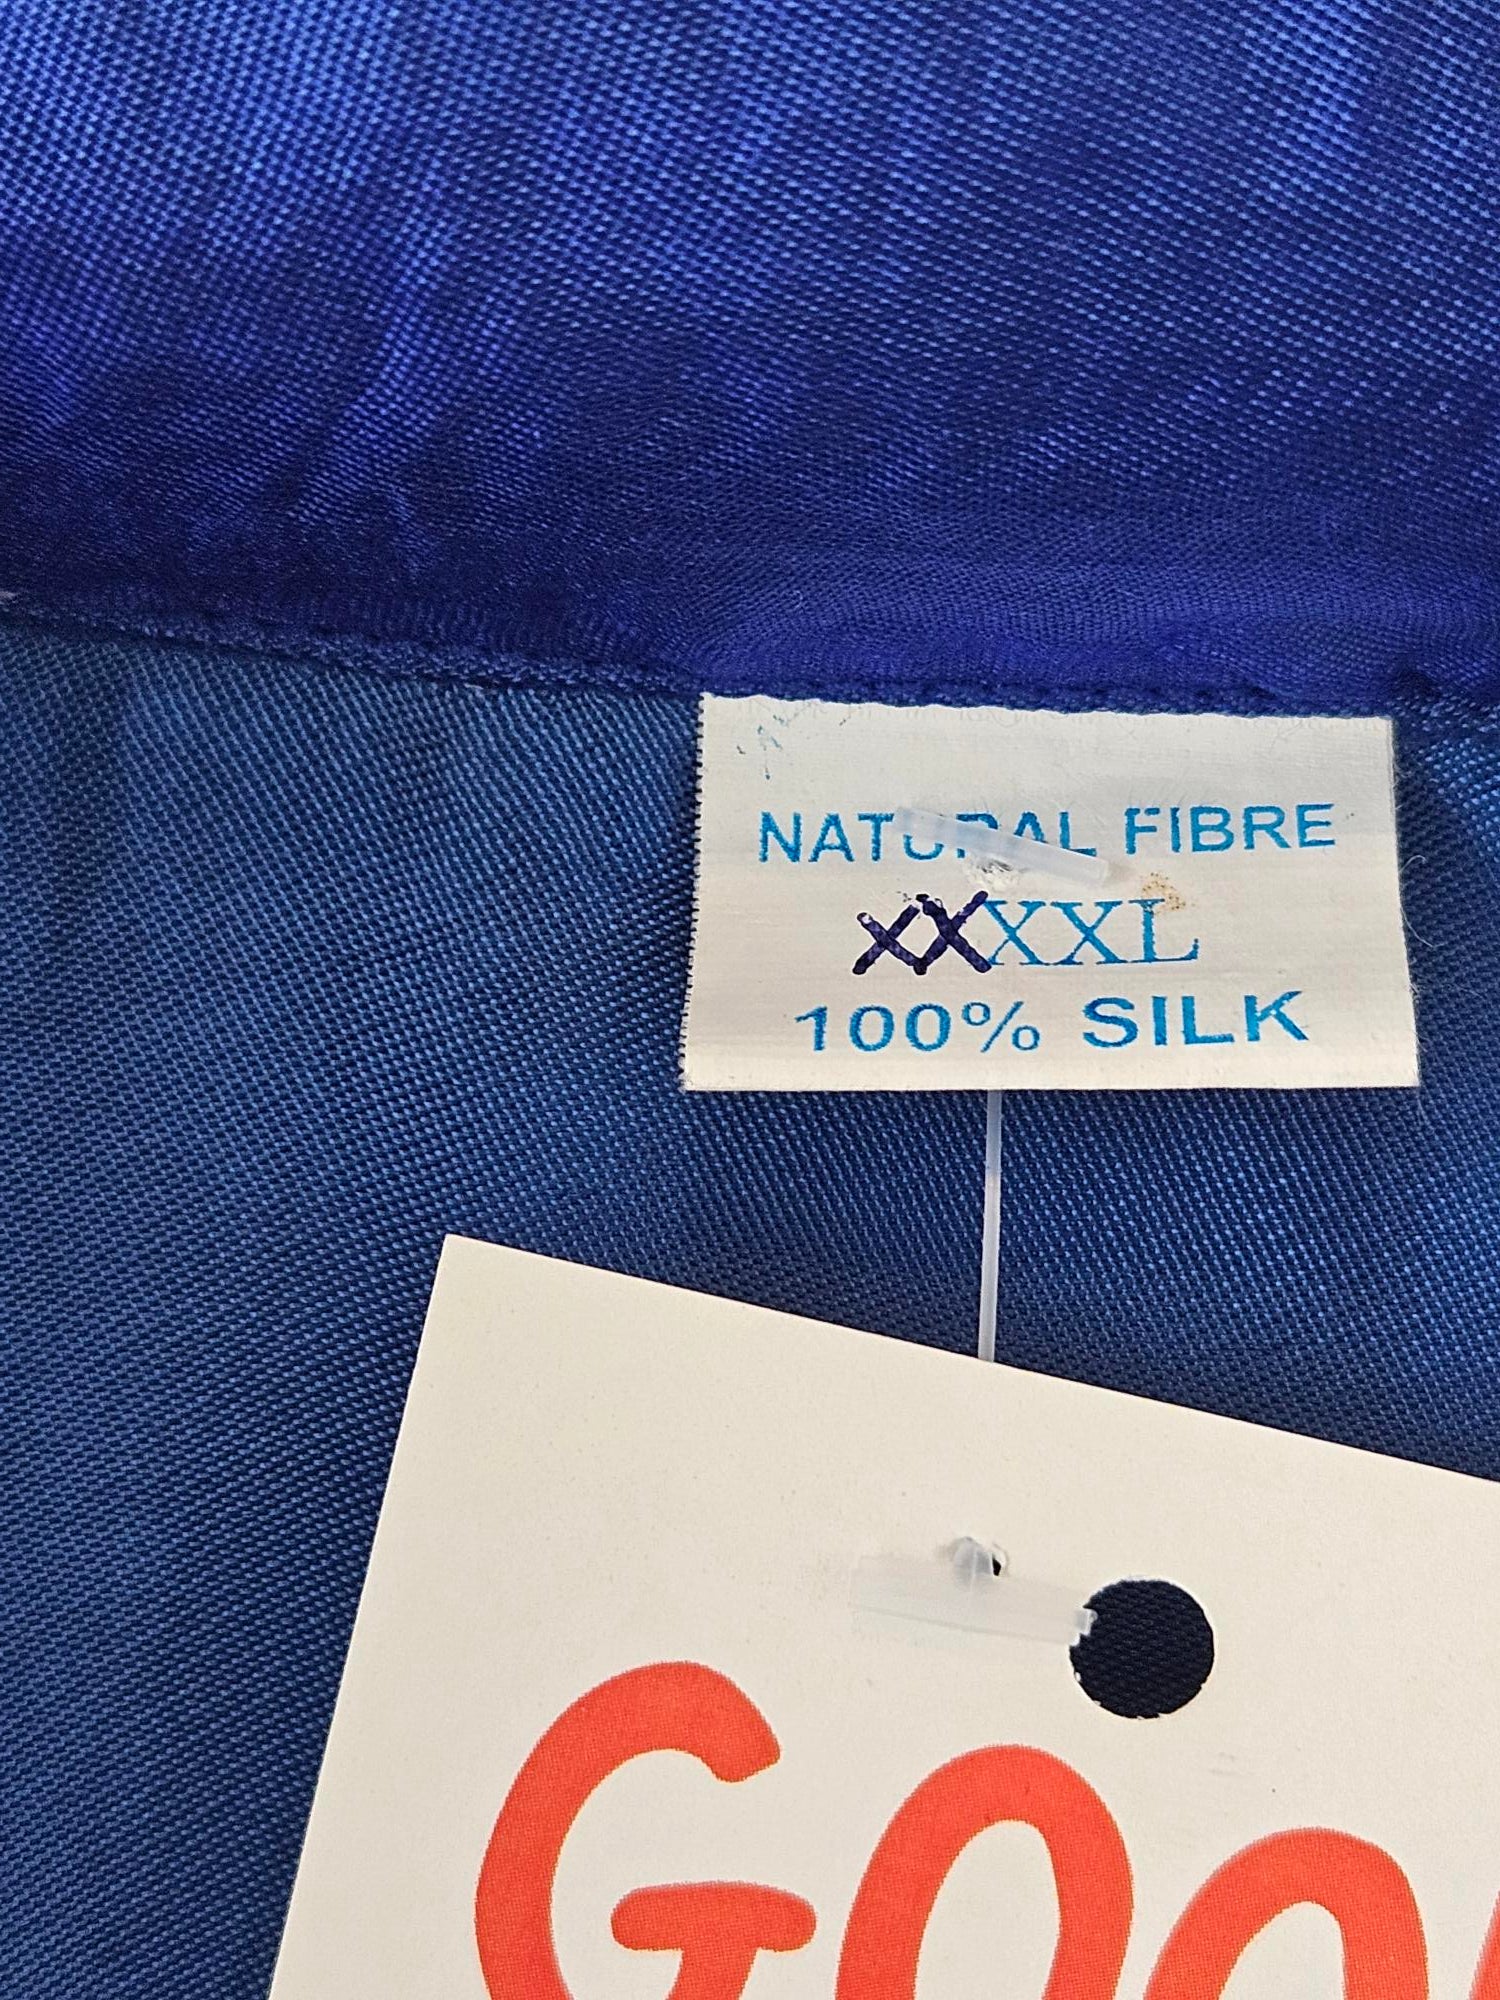 NATURAL FIBRE
XXXXL
100% SILK